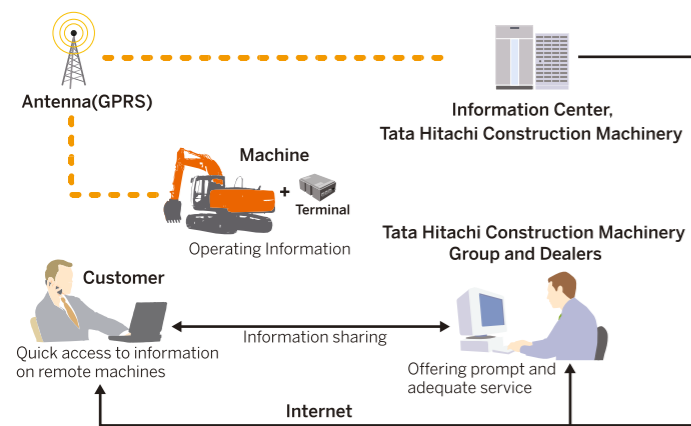 Antenna(GPRS)
Information Center,
Tata Hitachi Construction Machinery
Machine
+
Terminal
Operating Information
Tata Hitachi Construction Machinery
Group and Dealers
Customer
Information sharing
Quick access to information
on remote machines
Offering prompt and
adequate service
Internet